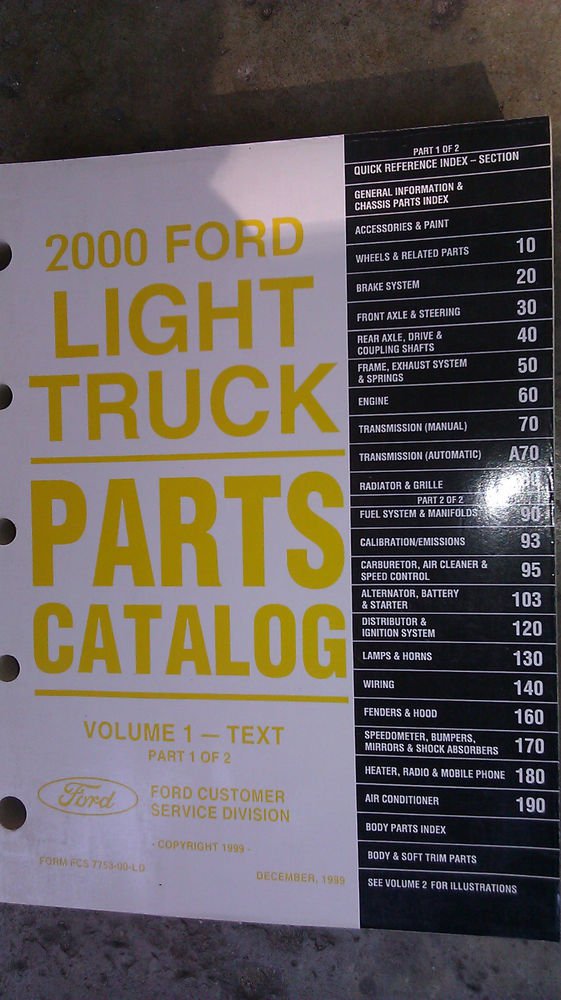 2000 FORD
LIGHT
TRUCK
PARTS
CATALOG
VOLUME 1 — TEXT
PART 1 OF 2
Ford
FORD CUSTOMER
SERVICE DIVISION
- COPYRIGHT 1999 -
FORM FCS 7753-00-LD
DECEMBER, 1999
PART 1 OF 2
QUICK REFERENCE INDEX – SECTION
GENERAL INFORMATION &
CHASSIS PARTS INDEX
ACCESSORIES & PAINT
WHEELS & RELATED PARTS 10
BRAKE SYSTEM 20
FRONT AXLE & STEERING 30
REAR AXLE, DRIVE &
COUPLING SHAFTS 40
FRAME, EXHAUST SYSTEM
& SPRINGS 50
ENGINE 60
TRANSMISSION (MANUAL) 70
TRANSMISSION (AUTOMATIC) A70
RADIATOR & GRILLE
PART 2 OF 2
FUEL SYSTEM & MANIFOLDS 90
CALIBRATION/EMISSIONS 93
CARBURETOR, AIR CLEANER &
SPEED CONTROL 95
ALTERNATOR, BATTERY
& STARTER 103
DISTRIBUTOR &
IGNITION SYSTEM 120
LAMPS & HORNS 130
WIRING 140
FENDERS & HOOD 160
SPEEDOMETER, BUMPERS,
MIRRORS & SHOCK ABSORBERS 170
HEATER, RADIO & MOBILE PHONE 180
AIR CONDITIONER 190
BODY PARTS INDEX
BODY & SOFT TRIM PARTS
SEE VOLUME 2 FOR ILLUSTRATIONS